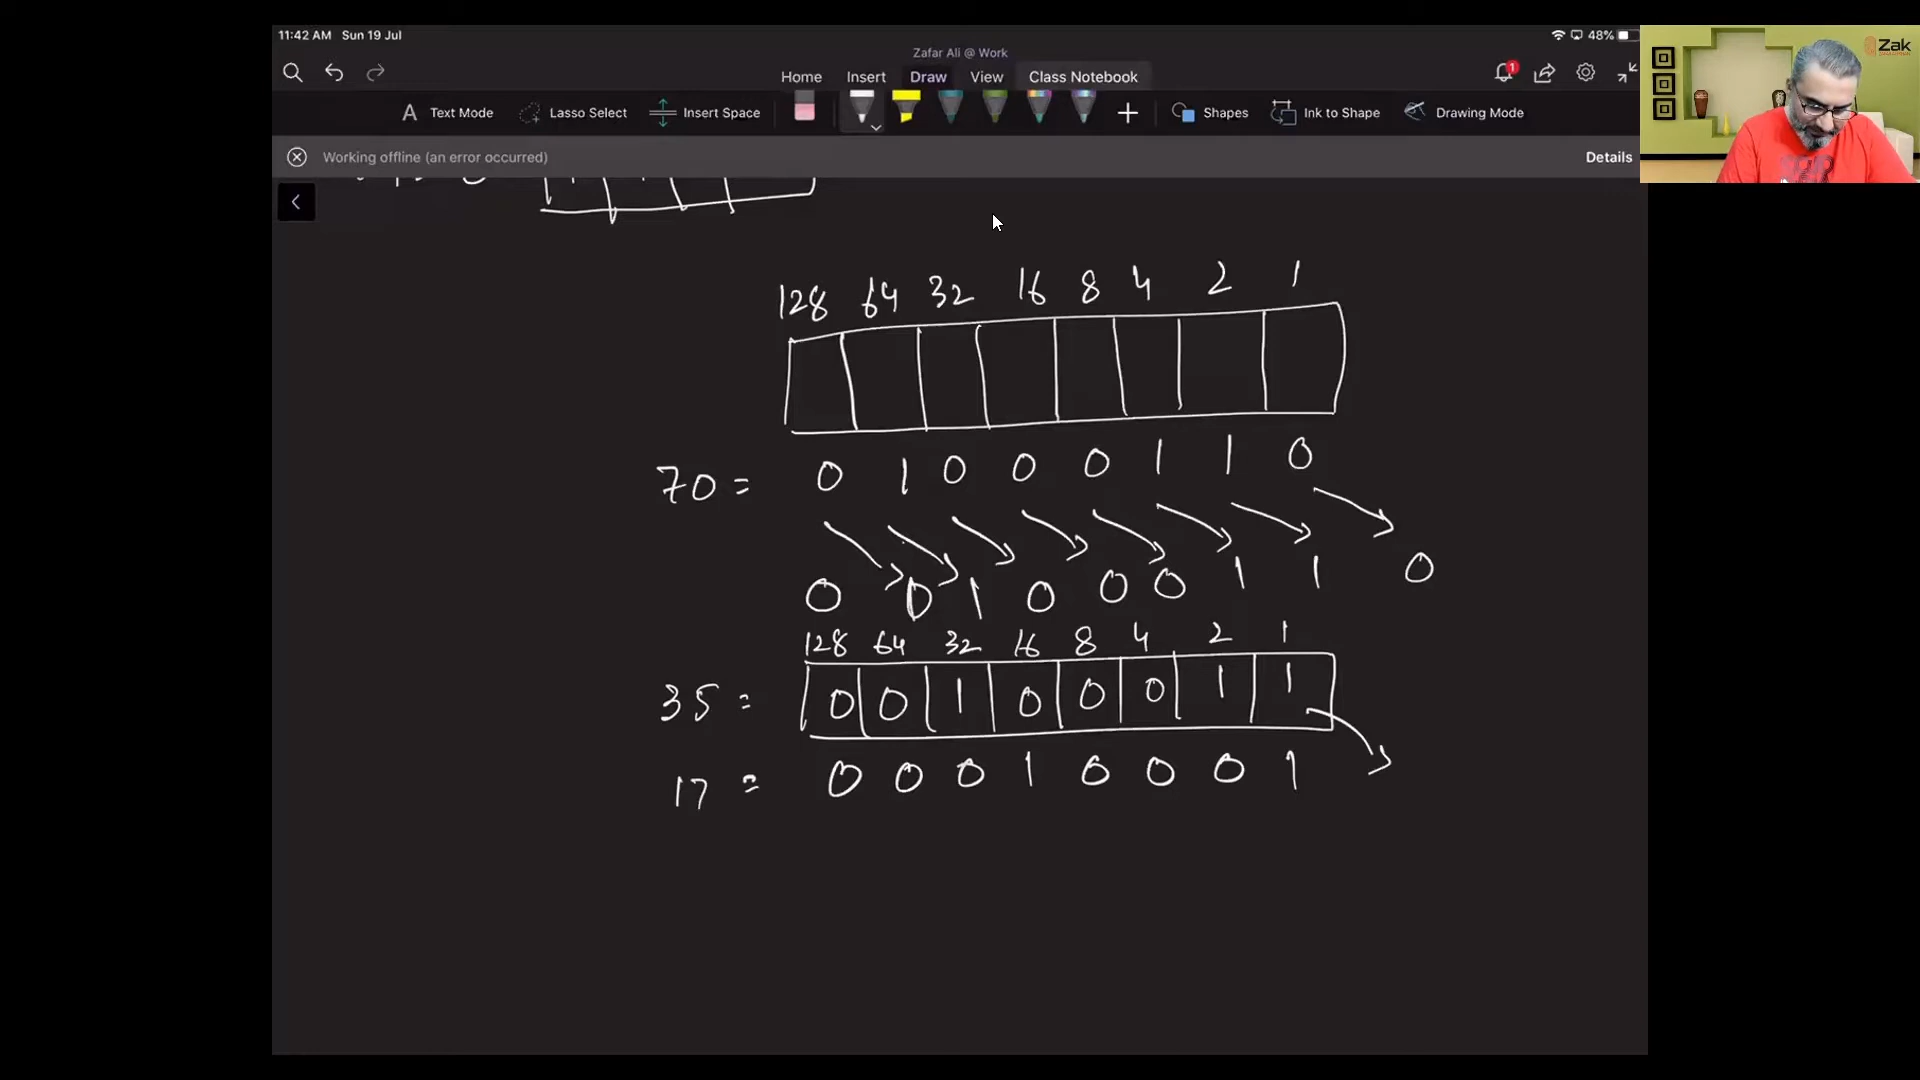 11:42 AM Sun 19 Jul
48%
Zafar Ali @ Work
Home Insert Draw View Class Notebook
1
Text Mode Lasso Select Insert Space Shapes Ink to Shape Drawing Mode
Working offline (an error occurred) Details
Zak
128 64 32 16 8 4 2 1
70 = 0 1 0 0 0 1 1 0
0 0 1 0 0 0 1 1 0
128 64 32 16 8 4 2 1
35 = 0 0 1 0 0 0 1 1
17 = 0 0 0 1 0 0 0 1